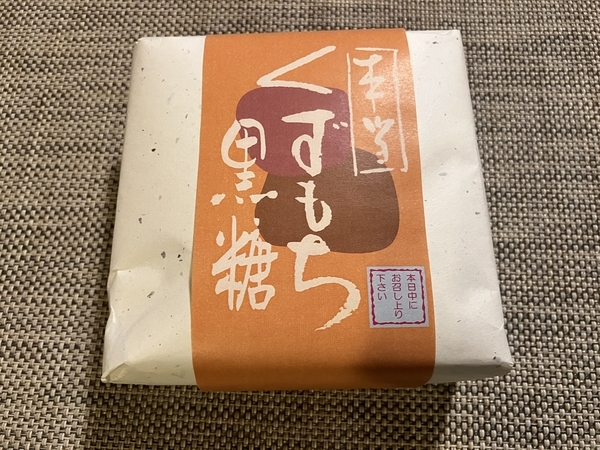 本当
くずもち
黒糖
本日中に
お召し上り
下さい